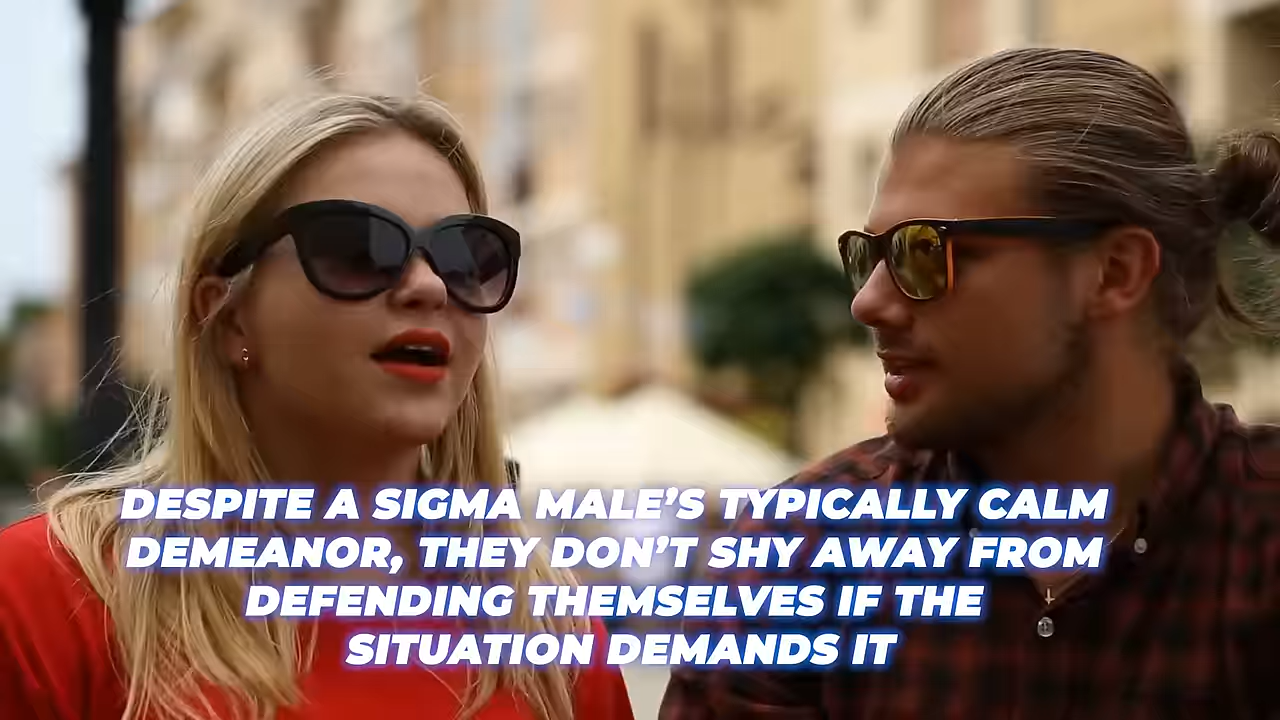 DESPITE A SIGMA MALE’S TYPICALLY CALM
DEMEANOR, THEY DON’T SHY AWAY FROM
DEFENDING THEMSELVES IF THE
SITUATION DEMANDS IT